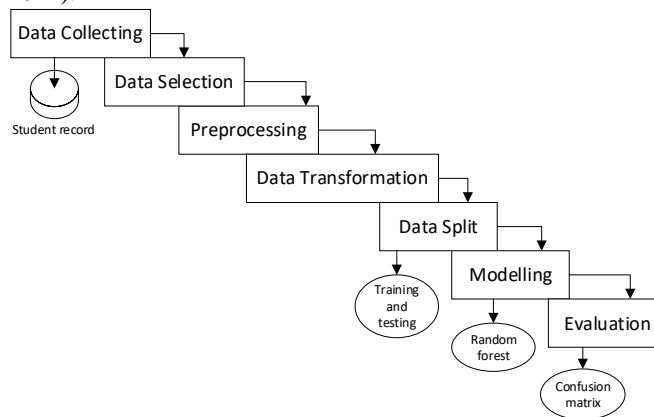 Data Collecting
Data Selection
Student record
Preprocessing
Data Transformation
Data Split
Training
and
testing
Modelling
Random
forest
Evaluation
Confusion
matrix